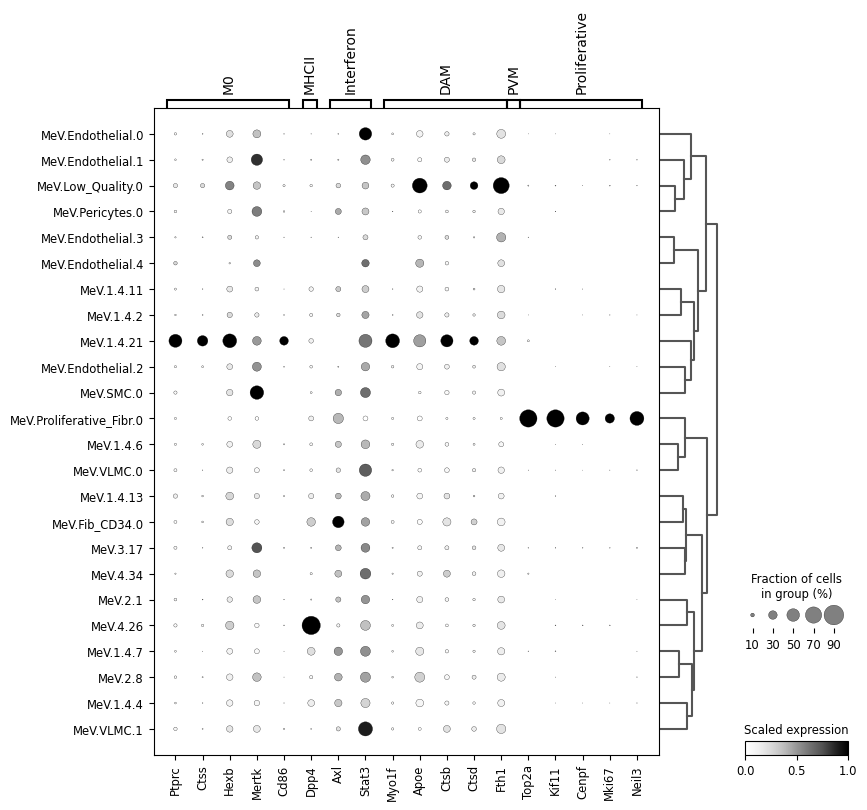 M0
MHCII
Interferon
DAM
PVM
Proliferative
MeV.Endothelial.0
MeV.Endothelial.1
MeV.Low_Quality.0
MeV.Pericytes.0
MeV.Endothelial.3
MeV.Endothelial.4
MeV.1.4.11
MeV.1.4.2
MeV.1.4.21
MeV.Endothelial.2
MeV.SMC.0
MeV.Proliferative_Fibr.0
MeV.1.4.6
MeV.VLMC.0
MeV.1.4.13
MeV.Fib_CD34.0
MeV.3.17
MeV.4.34
MeV.2.1
MeV.4.26
MeV.1.4.7
MeV.2.8
MeV.1.4.4
MeV.VLMC.1
Ptprc
Ctss
Hexb
Mertk
Cd86
Dpp4
Axl
Stat3
Myo1f
Apoe
Ctsb
Ctsd
Fth1
Top2a
Kif11
Cenpf
Mki67
Neil3
Fraction of cells
in group (%)
10 30 50 70 90
Scaled expression
0.0 0.5 1.0